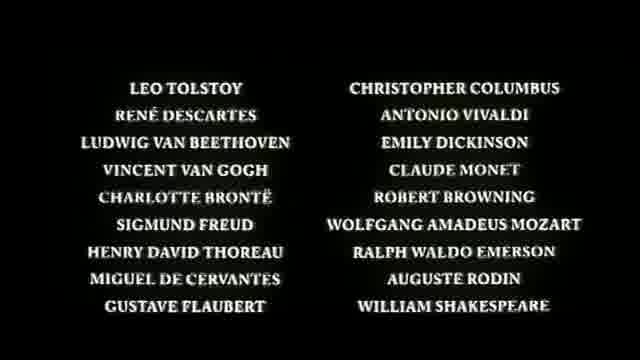 LEO TOLSTOY
RENÉ DESCARTES
LUDWIG VAN BEETHOVEN
VINCENT VAN GOGH
CHARLOTTE BRONTË
SIGMUND FREUD
HENRY DAVID THOREAU
MIGUEL DE CERVANTES
GUSTAVE FLAUBERT
CHRISTOPHER COLUMBUS
ANTONIO VIVALDI
EMILY DICKINSON
CLAUDE MONET
ROBERT BROWNING
WOLFGANG AMADEUS MOZART
RALPH WALDO EMERSON
AUGUSTE RODIN
WILLIAM SHAKESPEARE